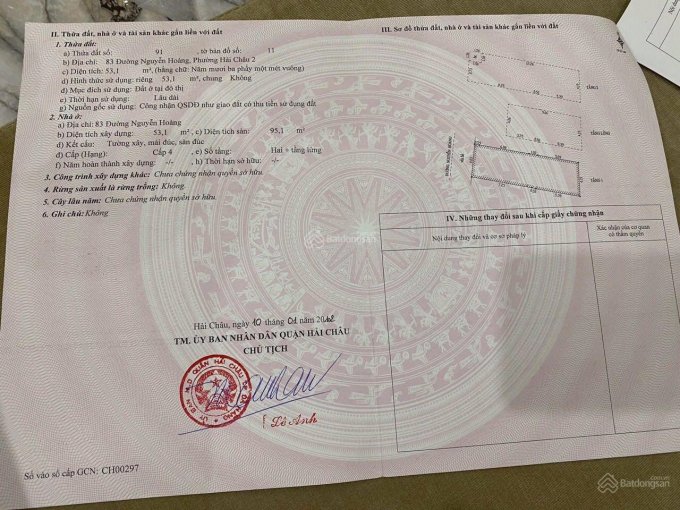 II. Thửa đất, nhà ở và tài sản khác gắn liền với đất
1. Thửa đất:
a) Thửa đất số: 91 , tờ bản đồ số: 11
b) Địa chỉ: 83 Đường Nguyễn Hoàng, Phường Hải Châu 2
c) Diện tích: 53,1 m², (bằng chữ: Năm mươi ba phẩy một mét vuông)
d) Hình thức sử dụng: riêng 53,1 m², chung Không
đ) Mục đích sử dụng: Đất ở tại đô thị
e) Thời hạn sử dụng: Lâu dài
g) Nguồn gốc sử dụng: Công nhận QSDĐ như giao đất có thu tiền sử dụng đất
2. Nhà ở:
a) Địa chỉ: 83 Đường Nguyễn Hoàng
b) Diện tích xây dựng: 53,1 m², c) Diện tích sàn: 95,1 m²
d) Kết cấu: Tường xây, mái đúc, sàn đúc
đ) Cấp (Hạng): Cấp 4 , e) Số tầng: Hai + tầng lửng
f) Năm hoàn thành xây dựng: -/- , h) Thời hạn sở hữu: -/-
3. Công trình xây dựng khác: Chưa chứng nhận quyền sở hữu
4. Rừng sản xuất là rừng trồng: Không
5. Cây lâu năm: Chưa chứng nhận quyền sở hữu
6. Ghi chú: Không
Hải Châu, ngày 10 tháng 01 năm
TM. ỦY BAN NHÂN DÂN QUẬN HẢI CHÂU
CHỦ TỊCH
Lê Anh
Số vào sổ cấp GCN: CH00297
III. Sơ đồ thửa đất, nhà ở và tài sản khác gắn liền với đất
TẦNG 2
TẦNG LỬNG
TẦNG 1
IV. Những thay đổi sau khi cấp giấy chứng nhận
Nội dung thay đổi và cơ sở pháp lý
Xác nhận của cơ quan
có thẩm quyền
Batdongsan
Batdongsan